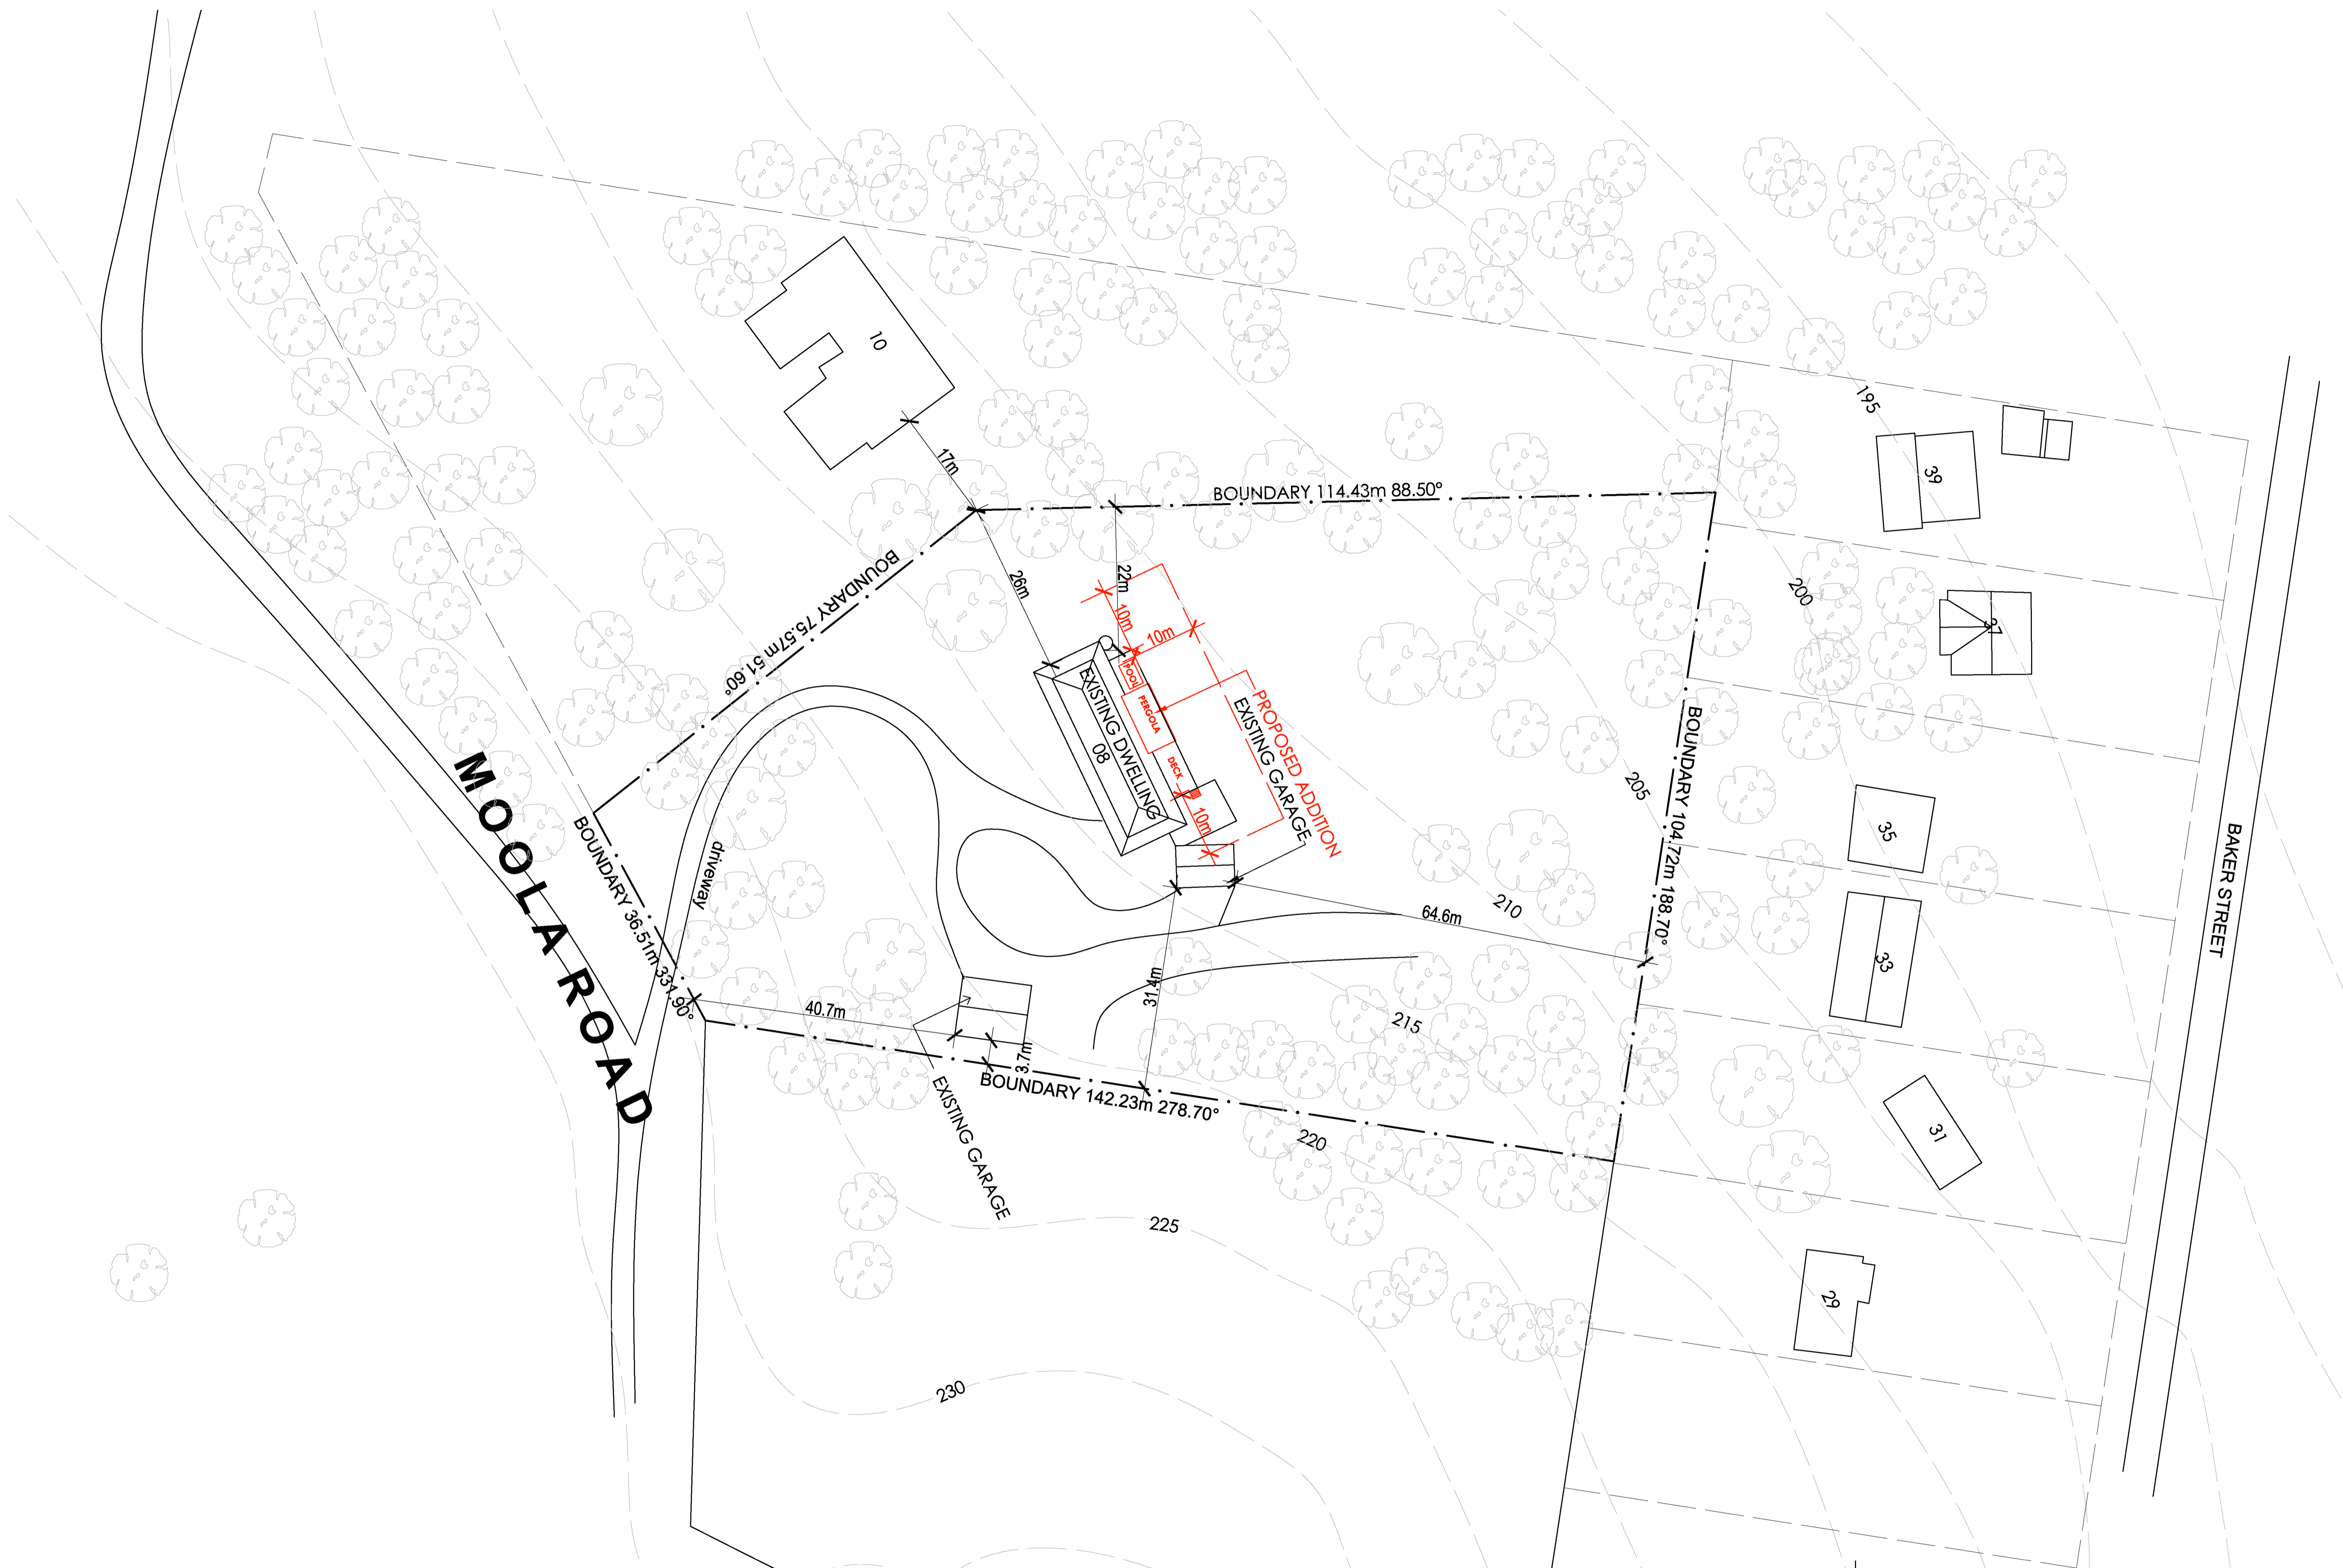 10
195
39
17m
BOUNDARY 114.43m 88.50°
BOUNDARY 75.57m 51.60°
26m
22m
10m
10m
200
37
POOL
PERGOLA
EXISTING DWELLING
08
DECK
10m
PROPOSED ADDITION
EXISTING GARAGE
205
BOUNDARY 104.72m 188.70°
35
BAKER STREET
MOOLA ROAD
BOUNDARY 36.51m 331.90°
driveway
210
64.6m
33
31.4m
40.7m
215
3.7m
BOUNDARY 142.23m 278.70°
EXISTING GARAGE
220
31
225
29
230